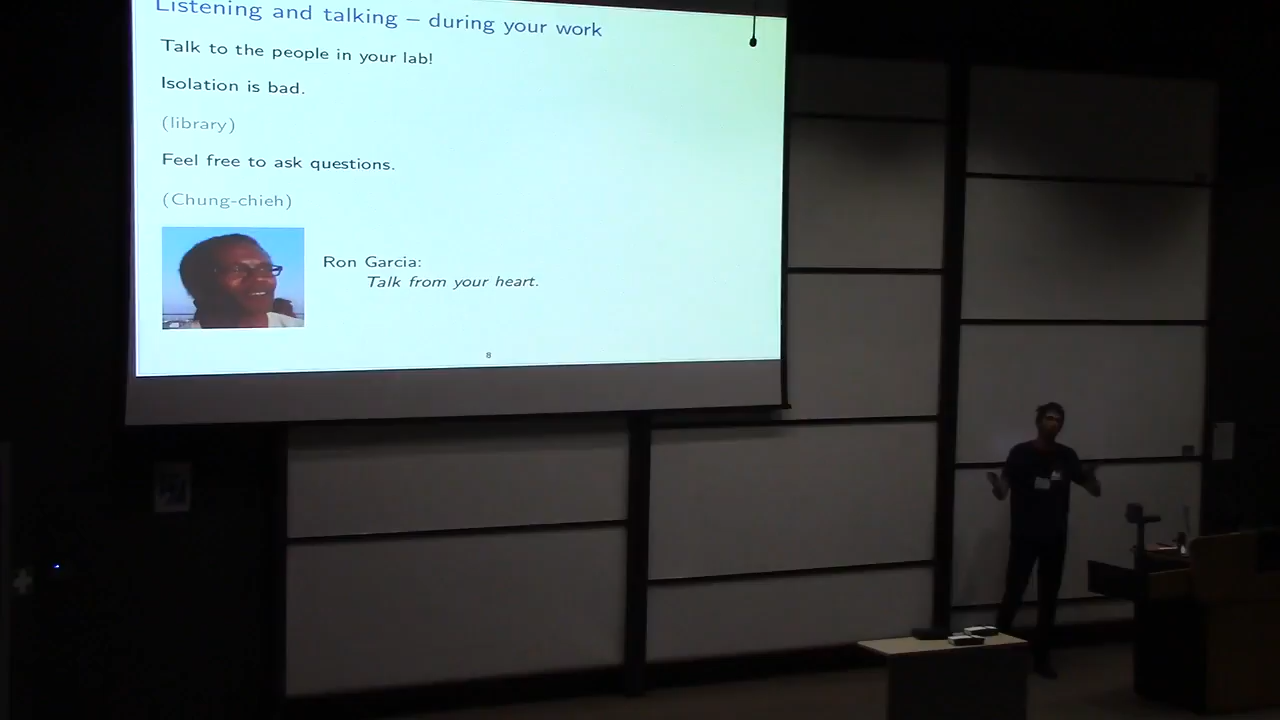 Listening and talking – during your work
Talk to the people in your lab!
Isolation is bad.
(library)
Feel free to ask questions.
(Chung-chieh)
Ron Garcia:
Talk from your heart.
8